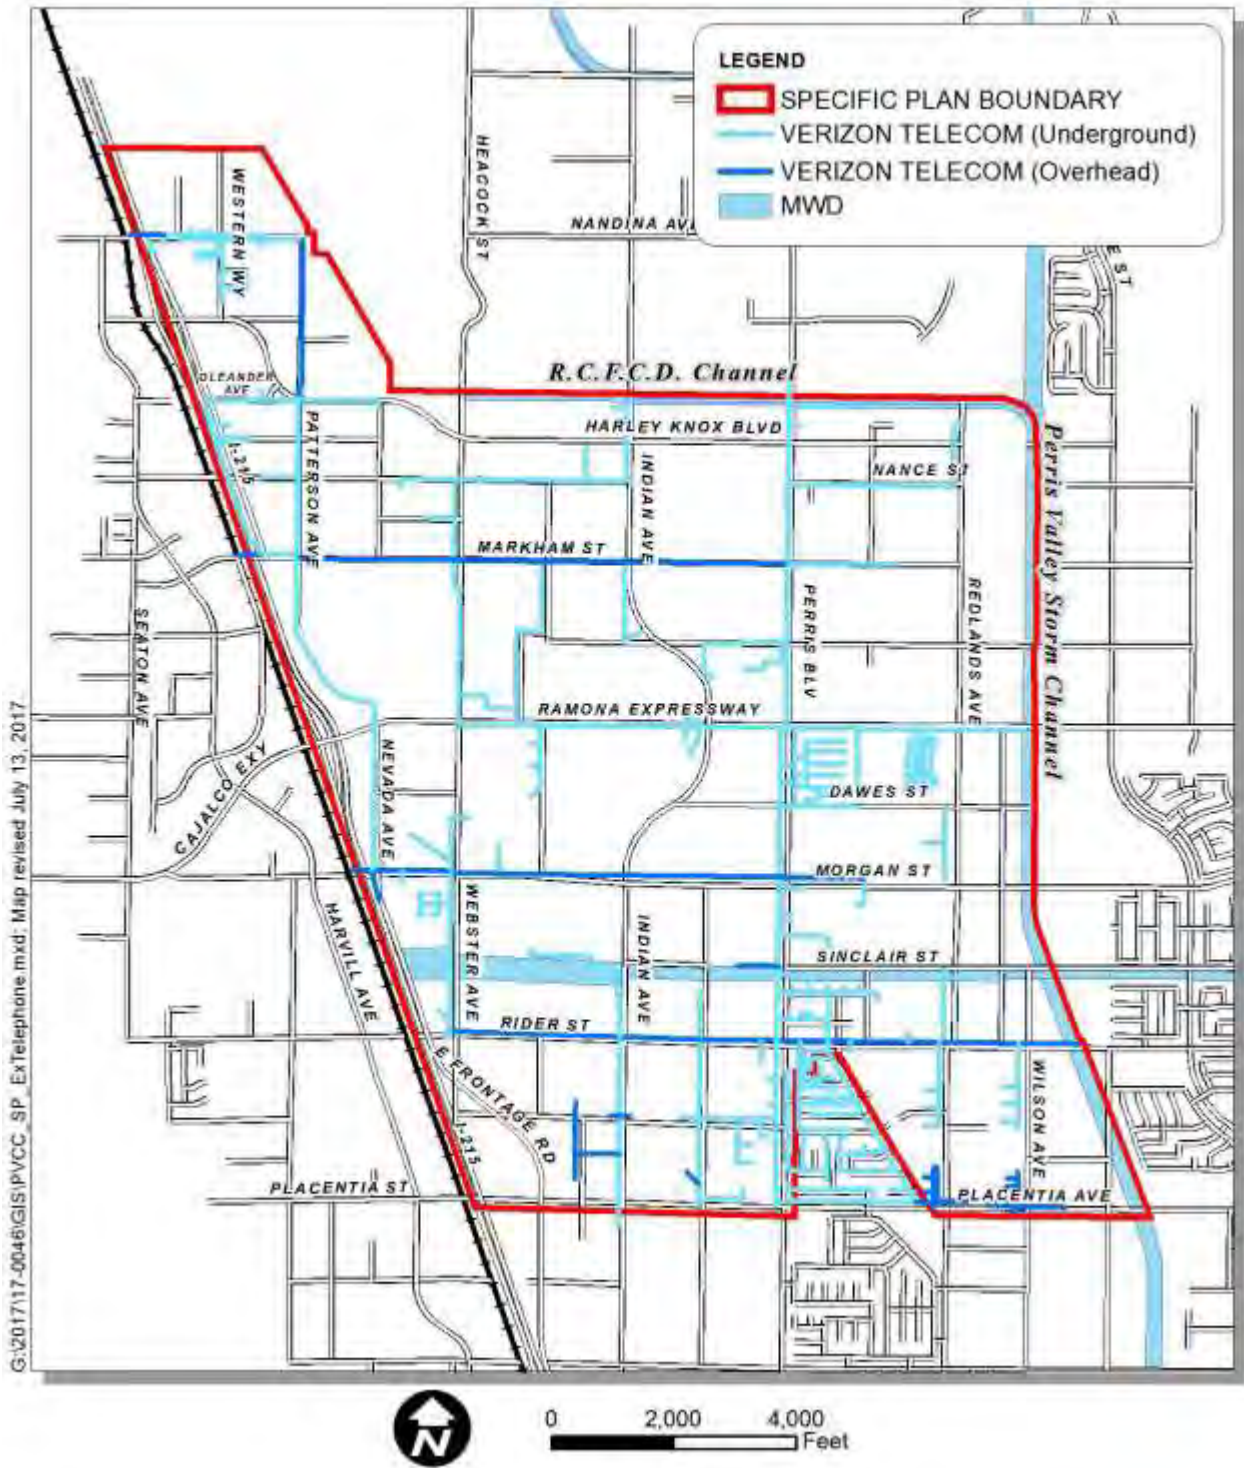 LEGEND
SPECIFIC PLAN BOUNDARY
VERIZON TELECOM (Underground)
VERIZON TELECOM (Overhead)
MWD
HEACOCK ST
WESTERN WY
NANDINA AV
E ST
R.C.F.C.D. Channel
OLEANDER
AVE
HARLEY KNOX BLVD
PATTERSON AVE
I-215
INDIAN AVE
NANCE ST
Perris Valley Storm Channel
MARKHAM ST
SEATON AVE
PERRIS BLV
REDLANDS AVE
RAMONA EXPRESSWAY
NEVADA AVE
CAJALCO EXY
DAWES ST
MORGAN ST
HARVILL AVE
WEBSTER AVE
INDIAN AVE
SINCLAIR ST
RIDER ST
E FRONTAGE RD
WILSON AVE
I-215
PLACENTIA ST
PLACENTIA AVE
G:\2017\17-0046\GIS\PVCC_SP_ExTelephone.mxd; Map revised July 13, 2017
N
0 2,000 4,000
Feet